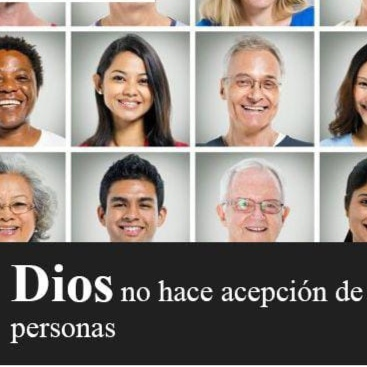 Dios no hace acepción de
personas